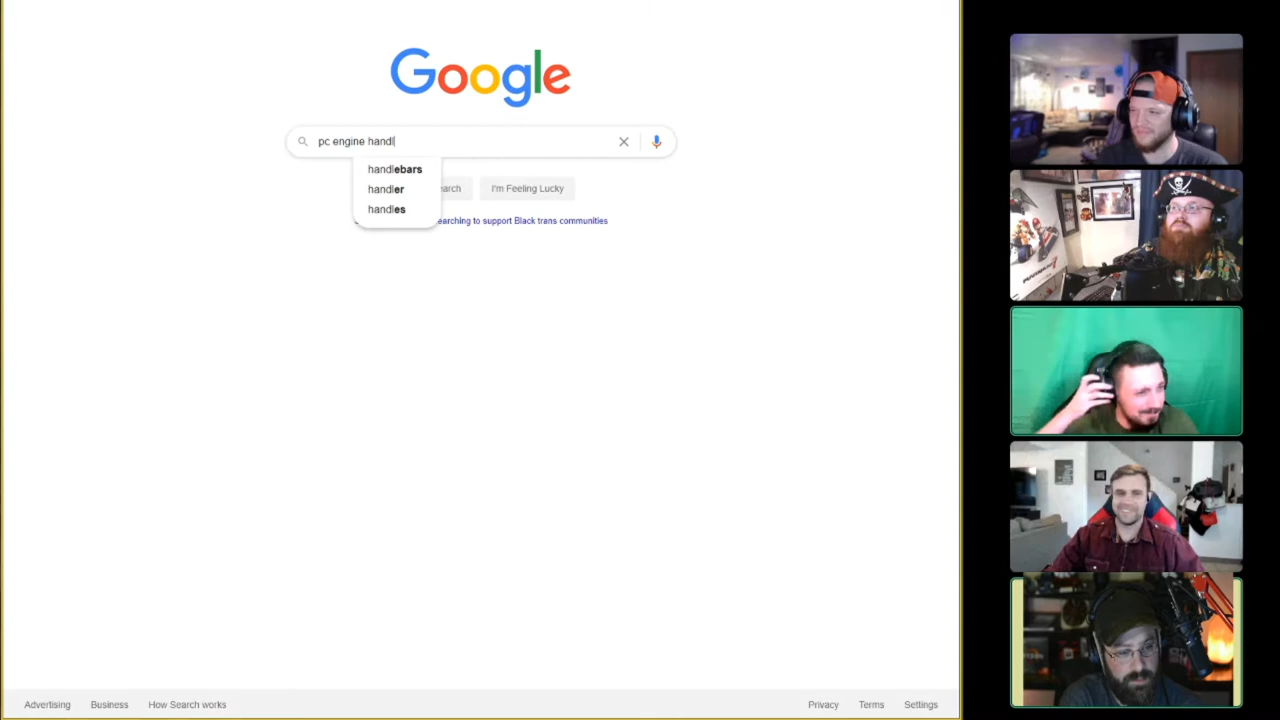 Google
pc engine handl
handlebars
handler
handles
earch
I'm Feeling Lucky
earching to support Black trans communities
Advertising
Business
How Search works
Privacy
Terms
Settings